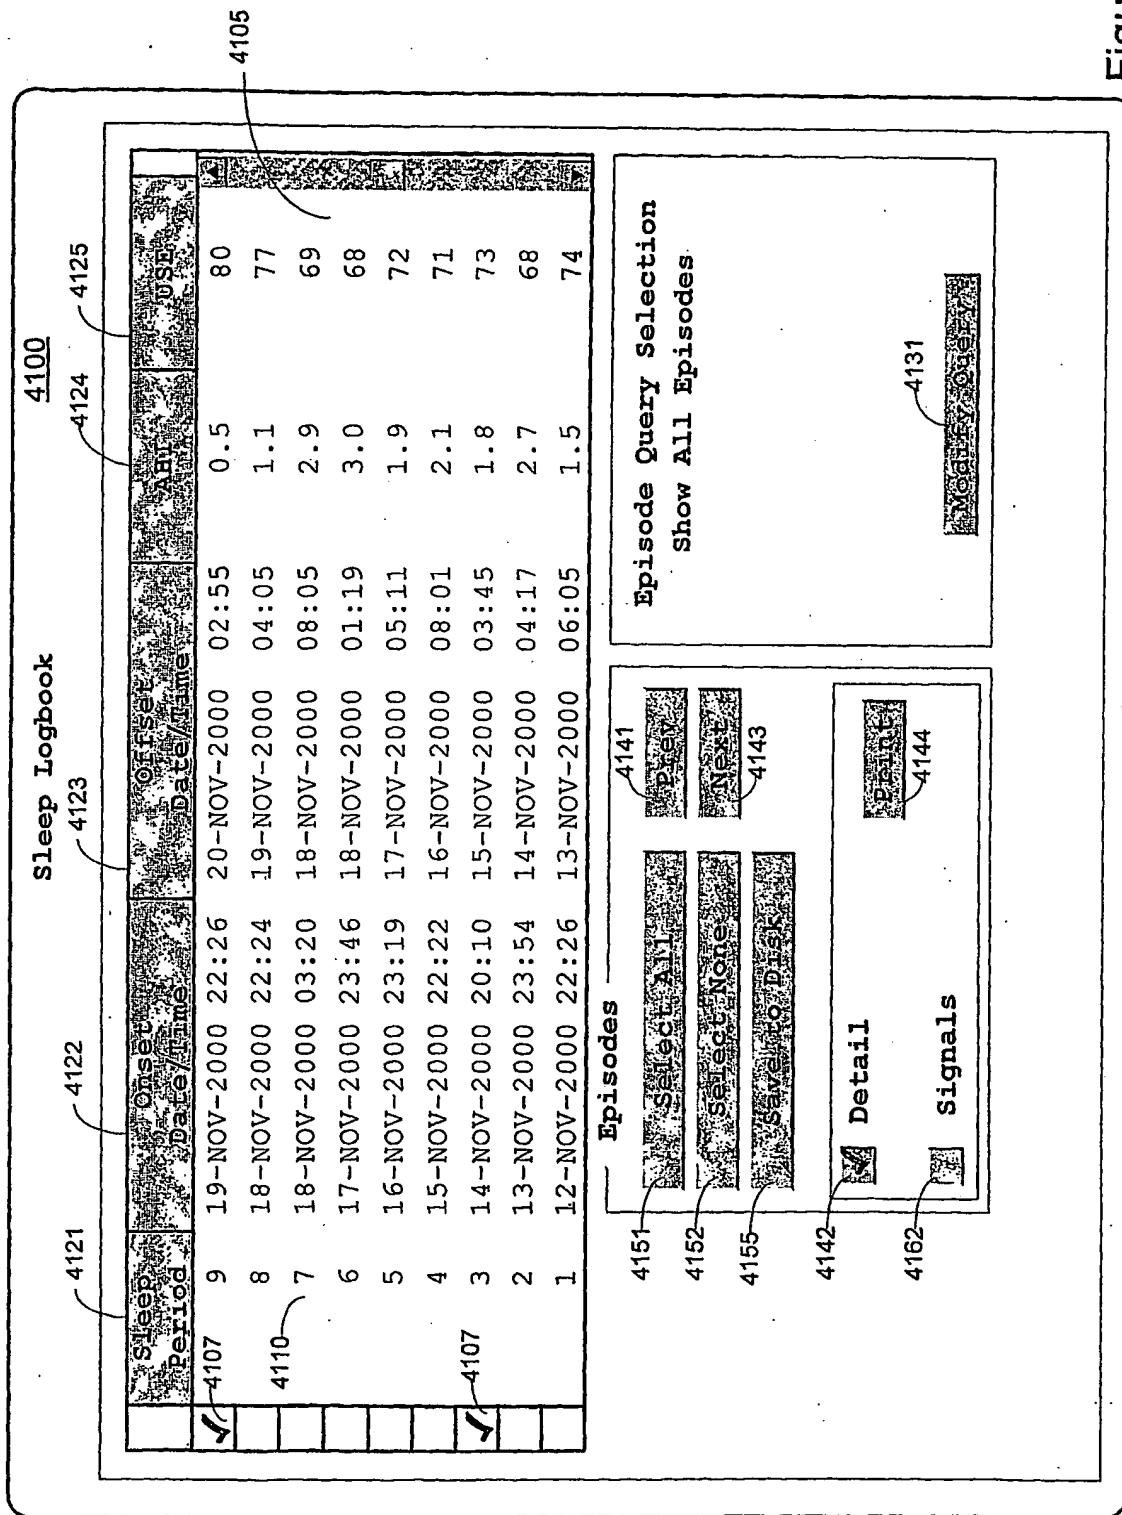 4100
Sleep Logbook
4121
4122
4123
4124
4125
4105
Sleep Period
Onset Date/Time
Offset Date/Time
AHI
USE
9 19-NOV-2000 22:26 20-NOV-2000 02:55 0.5 80
8 18-NOV-2000 22:24 19-NOV-2000 04:05 1.1 77
7 18-NOV-2000 03:20 18-NOV-2000 08:05 2.9 69
6 17-NOV-2000 23:46 18-NOV-2000 01:19 3.0 68
5 16-NOV-2000 23:19 17-NOV-2000 05:11 1.9 72
4 15-NOV-2000 22:22 16-NOV-2000 08:01 2.1 71
3 14-NOV-2000 20:10 15-NOV-2000 03:45 1.8 73
2 13-NOV-2000 23:54 14-NOV-2000 04:17 2.7 68
1 12-NOV-2000 22:26 13-NOV-2000 06:05 1.5 74
4107
4110
4107
Episodes
4151
Select All
4141
Prev
4152
Select None
Next
4143
4155
Save to Disk
4142
Detail
Print
4144
4162
Signals
Episode Query Selection
Show All Episodes
4131
Modify Query